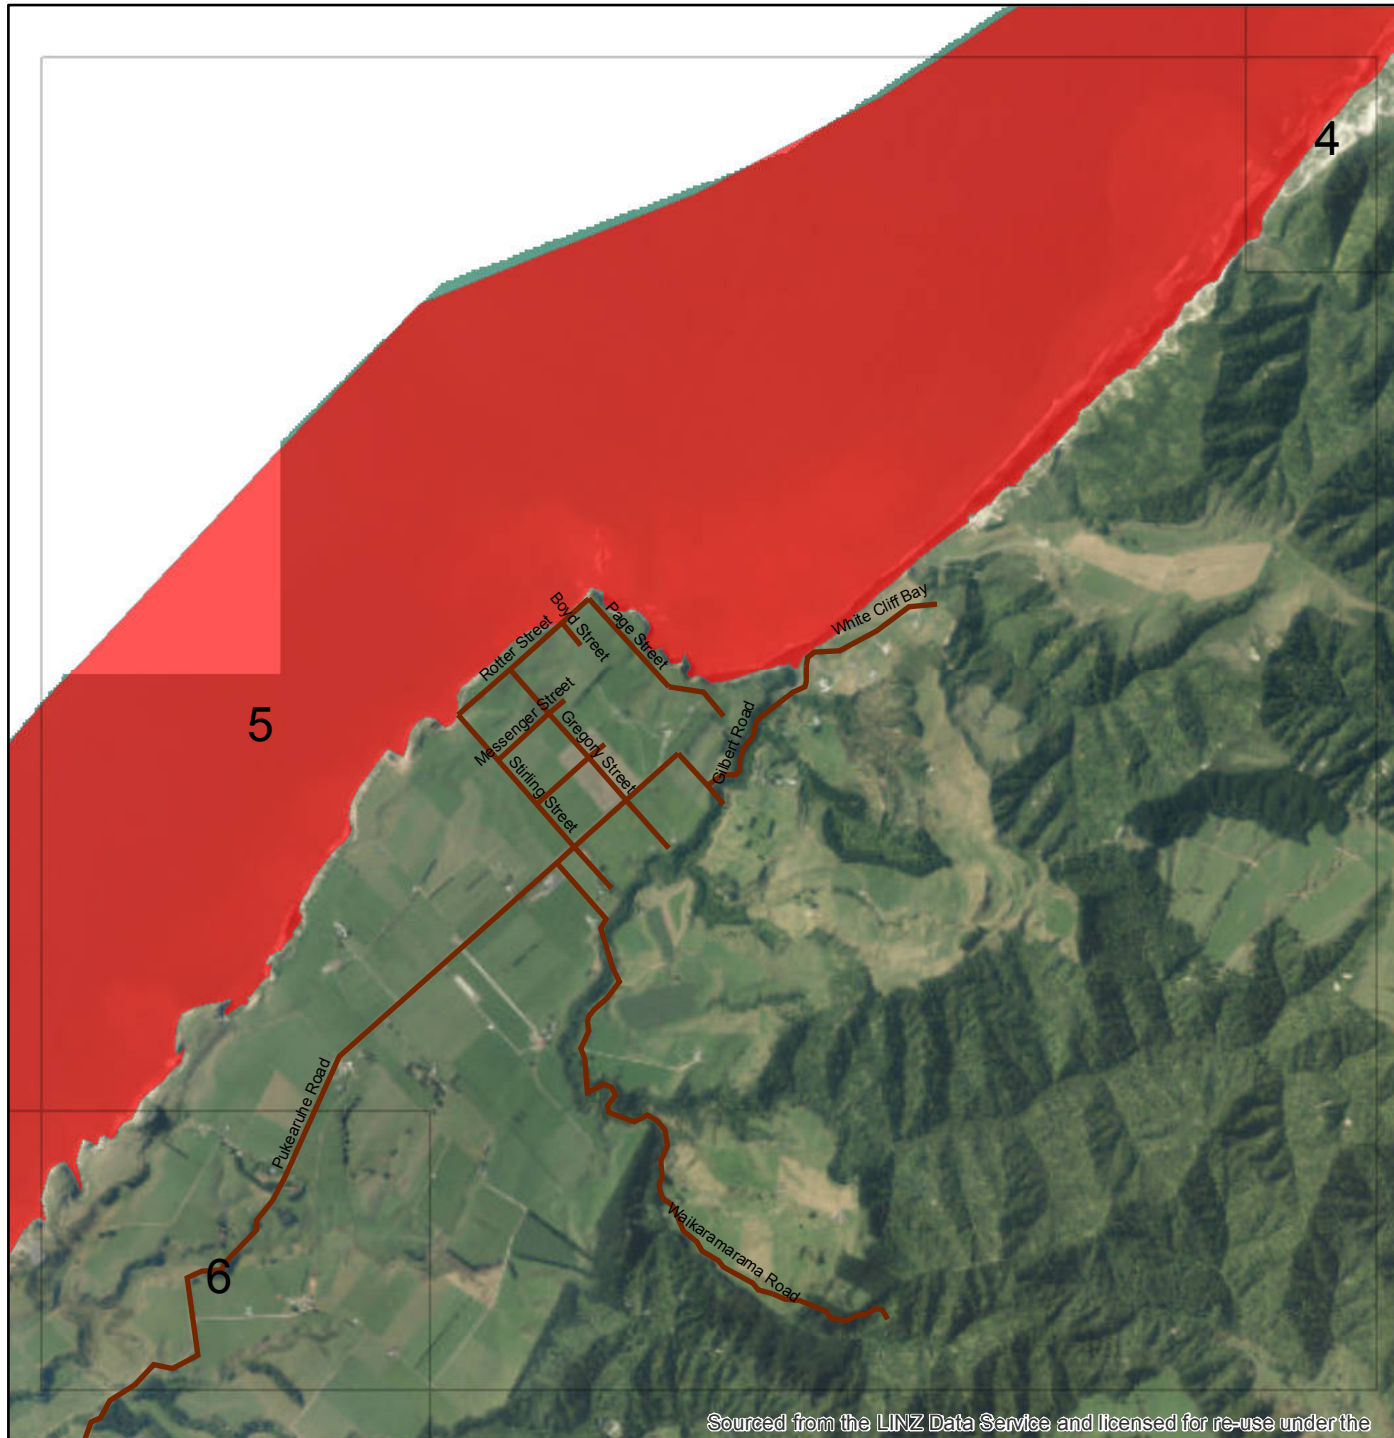 4
White Cliff Bay
Boyd Street
Page Street
Rotter Street
5
Messenger Street
Gregory Street
Gilbert Road
Stirling Street
Pukearuhe Road
Waikaramarama Road
6
Sourced from the LINZ Data Service and licensed for re-use under the